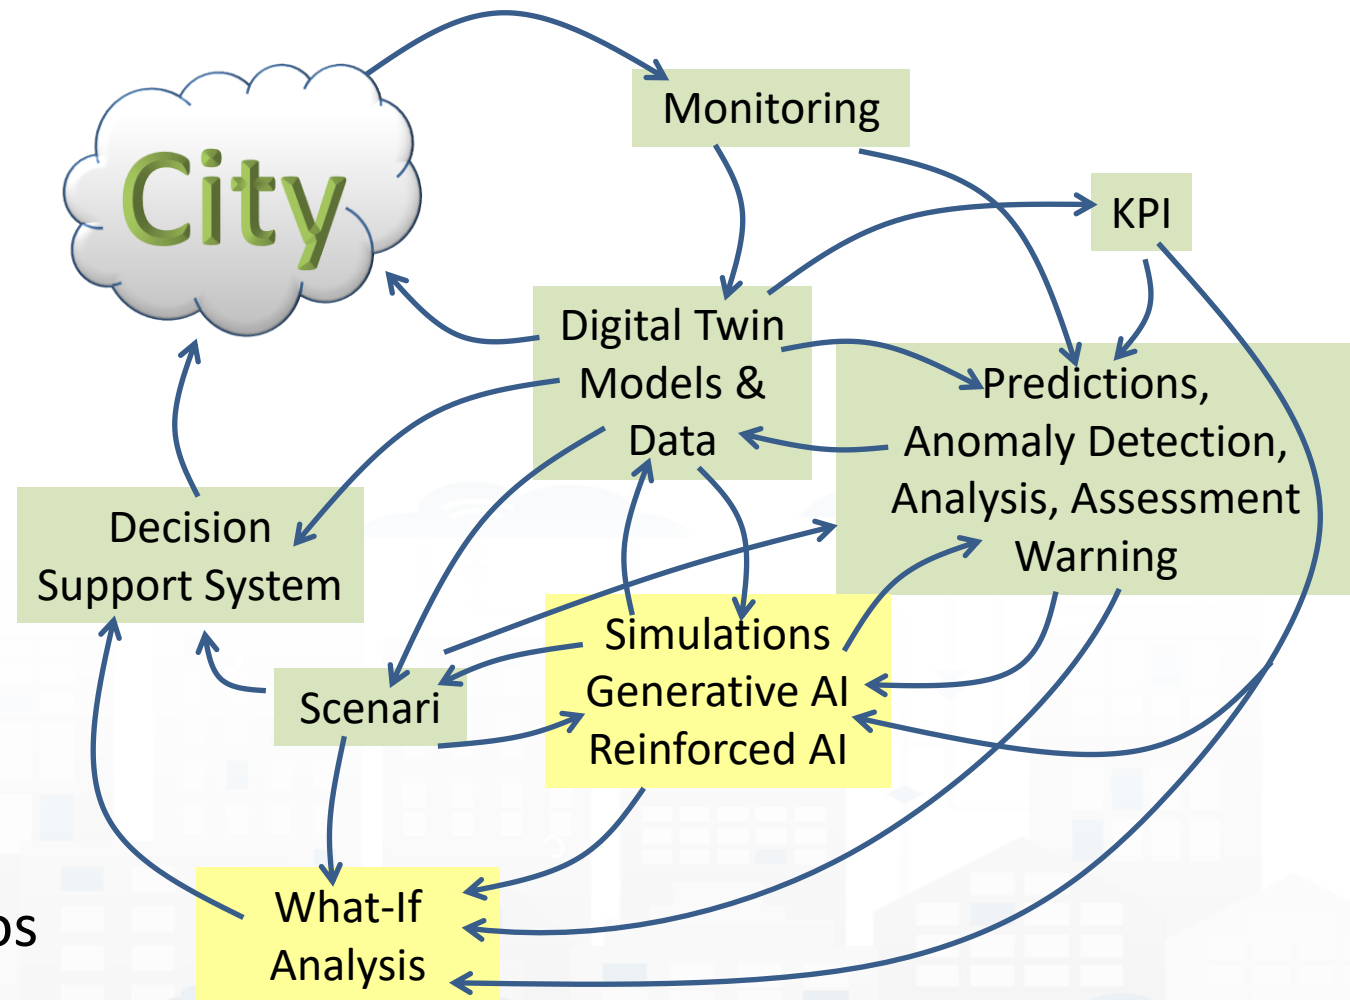 City
Monitoring
KPI
Digital Twin
Models &
Data
Predictions,
Anomaly Detection,
Analysis, Assessment
Warning
Decision
Support System
Simulations
Generative AI
Reinforced AI
Scenari
What-If
Analysis